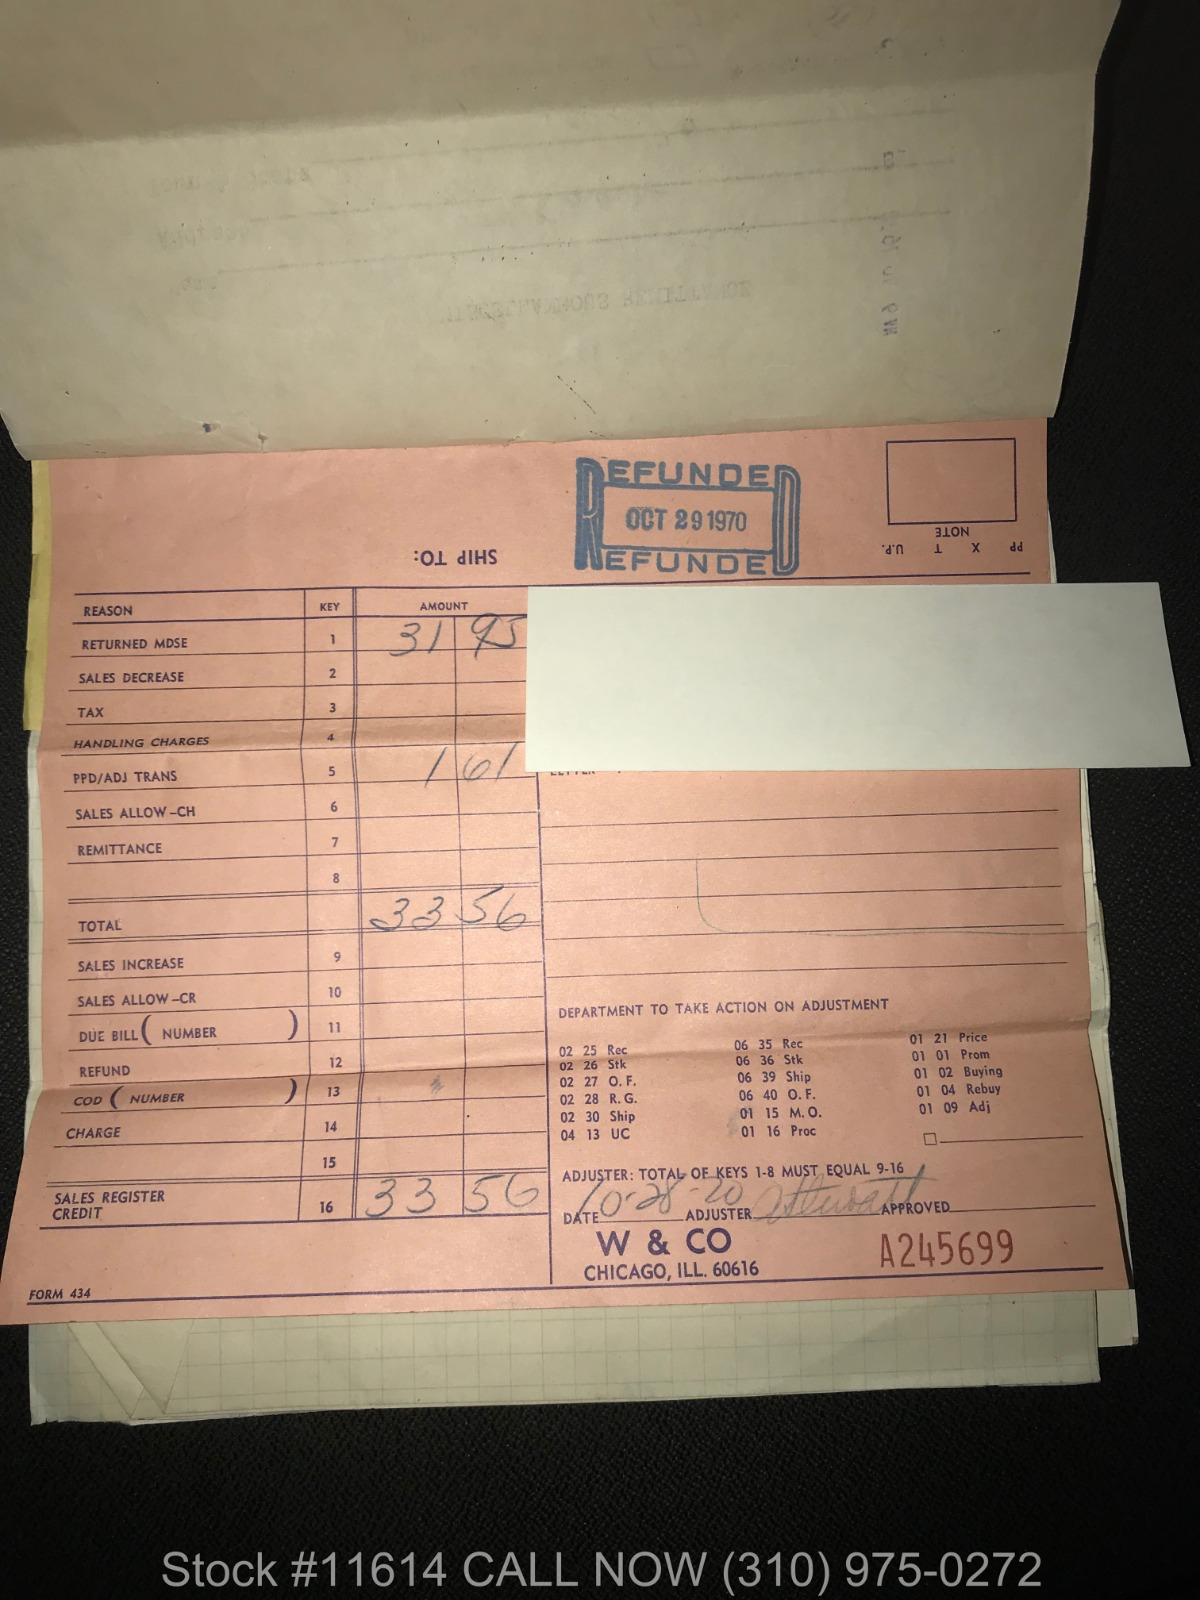 MISCELLANEOUS REMITTANCE
REFUNDED
OCT 29 1970
REFUNDED
NOTE
PP X T U.P.
SHIP TO:
REASON KEY AMOUNT
RETURNED MDSE 1 31 95
SALES DECREASE 2
TAX 3
HANDLING CHARGES 4
PPD/ADJ TRANS 5 1 61
SALES ALLOW-CH 6
REMITTANCE 7
8
TOTAL 33 56
SALES INCREASE 9
SALES ALLOW-CR 10
DUE BILL ( NUMBER ) 11
REFUND 12
COD ( NUMBER ) 13
CHARGE 14
15
SALES REGISTER CREDIT 16 33 56
DEPARTMENT TO TAKE ACTION ON ADJUSTMENT
02 25 Rec 06 35 Rec 01 21 Price
02 26 Stk 06 36 Stk 01 01 Prom
02 27 O.F. 06 39 Ship 01 02 Buying
02 28 R.G. 06 40 O.F. 01 04 Rebuy
02 30 Ship 01 15 M.O. 01 09 Adj
04 13 UC 01 16 Proc
ADJUSTER: TOTAL OF KEYS 1-8 MUST EQUAL 9-16
DATE 10-28-70 ADJUSTER Stewart APPROVED
W & CO
CHICAGO, ILL. 60616
A245699
FORM 434
Stock #11614 CALL NOW (310) 975-0272